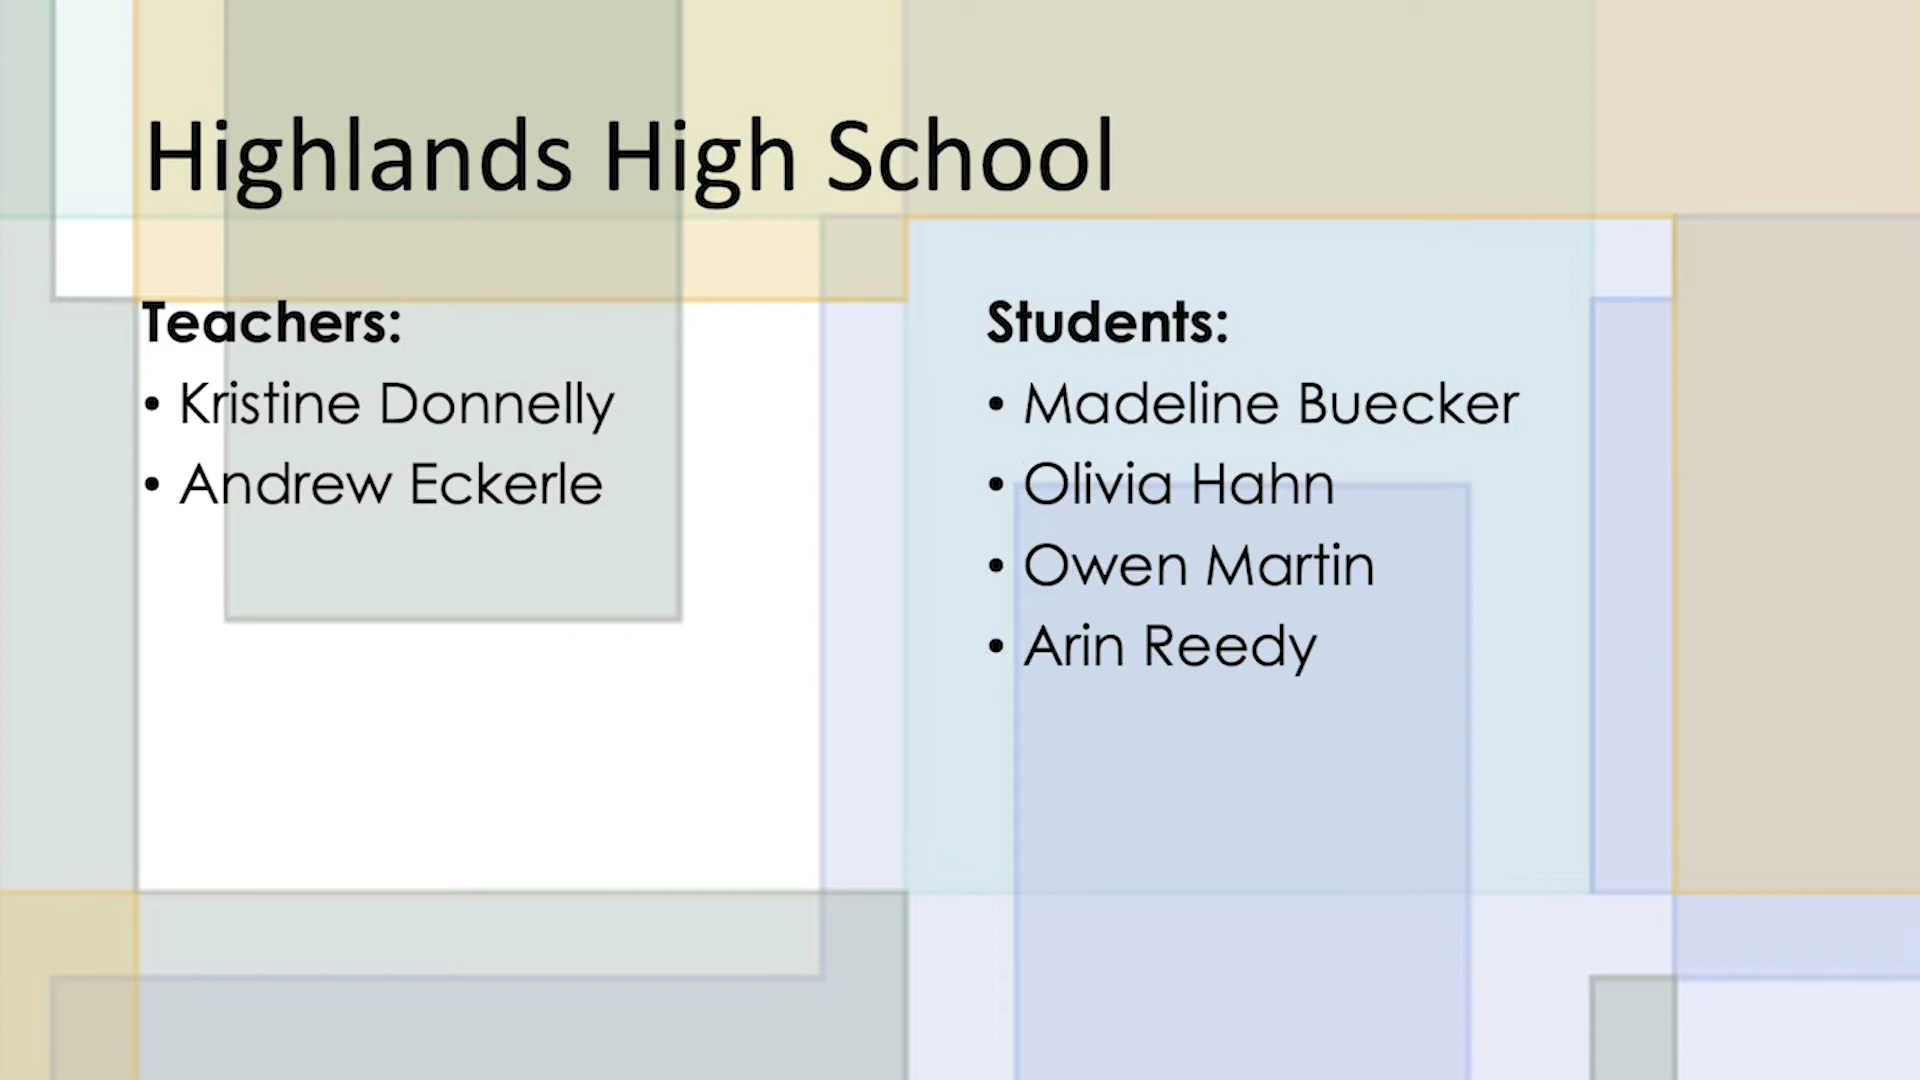 Highlands High School
Teachers:
• Kristine Donnelly
• Andrew Eckerle
Students:
• Madeline Buecker
• Olivia Hahn
• Owen Martin
• Arin Reedy